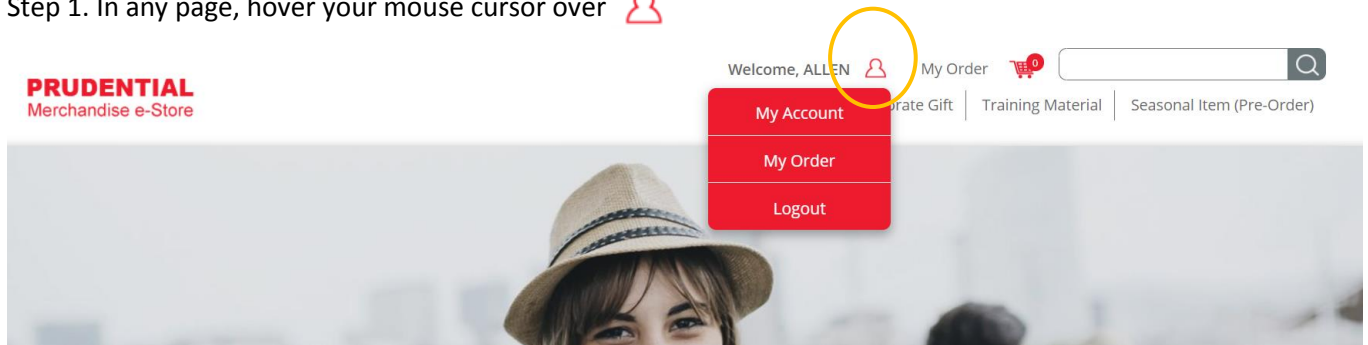 Step 1. In any page, hover your mouse cursor over
PRUDENTIAL
Merchandise e-Store
Welcome, ALLEN
My Order
0
rate Gift
Training Material
Seasonal Item (Pre-Order)
My Account
My Order
Logout